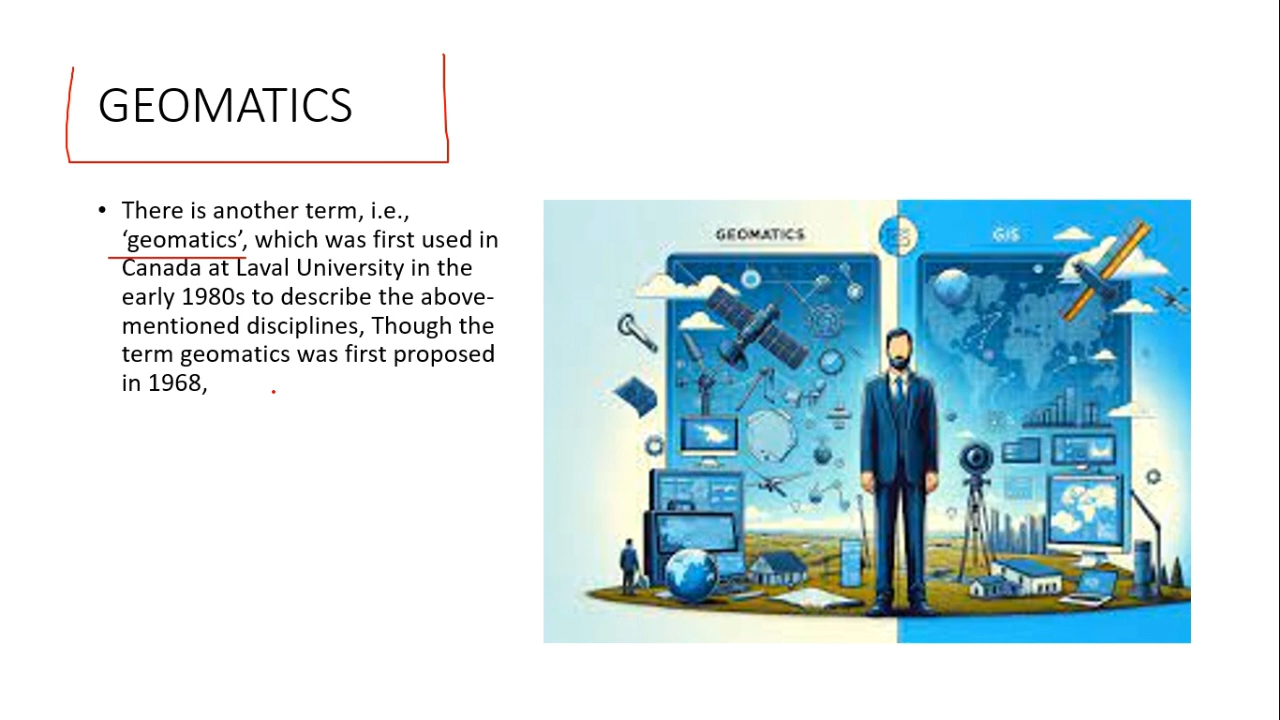 GEOMATICS
• There is another term, i.e.,
‘geomatics’, which was first used in
Canada at Laval University in the
early 1980s to describe the above-
mentioned disciplines, Though the
term geomatics was first proposed
in 1968,
GEOMATICS
GIS